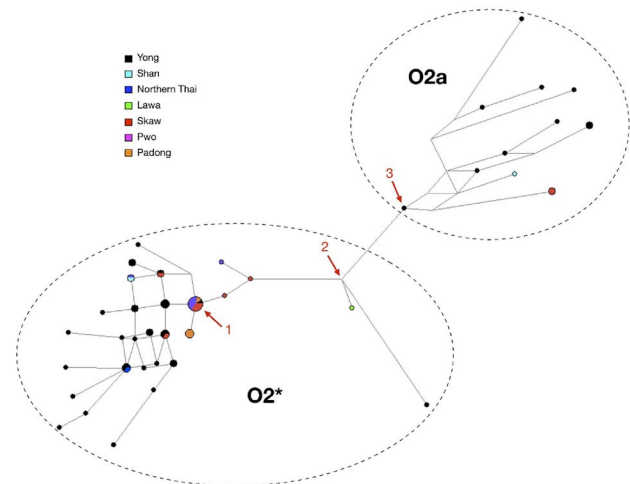 Yong
Shan
Northern Thai
Lawa
Skaw
Pwo
Padong
O2a
3
2
1
O2*